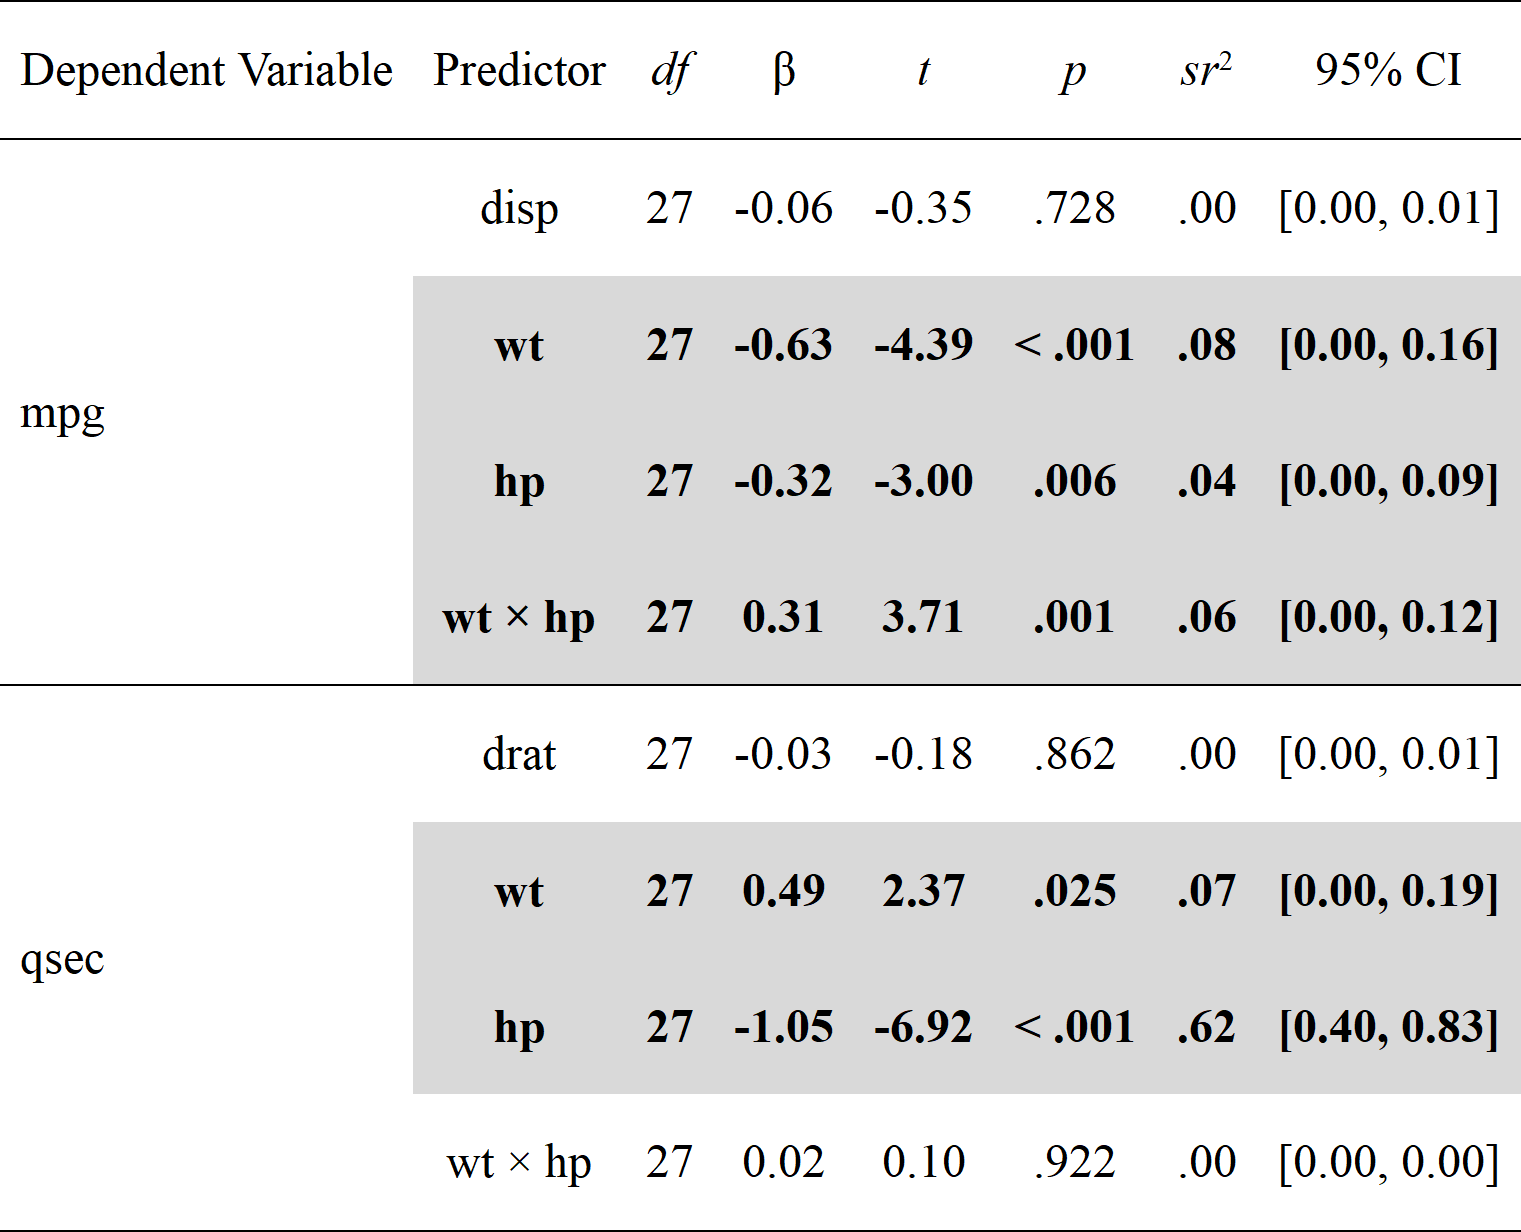 Dependent Variable Predictor df β t p sr² 95% CI
disp 27 -0.06 -0.35 .728 .00 [0.00, 0.01]
wt 27 -0.63 -4.39 < .001 .08 [0.00, 0.16]
mpg
hp 27 -0.32 -3.00 .006 .04 [0.00, 0.09]
wt × hp 27 0.31 3.71 .001 .06 [0.00, 0.12]
drat 27 -0.03 -0.18 .862 .00 [0.00, 0.01]
wt 27 0.49 2.37 .025 .07 [0.00, 0.19]
qsec
hp 27 -1.05 -6.92 < .001 .62 [0.40, 0.83]
wt × hp 27 0.02 0.10 .922 .00 [0.00, 0.00]